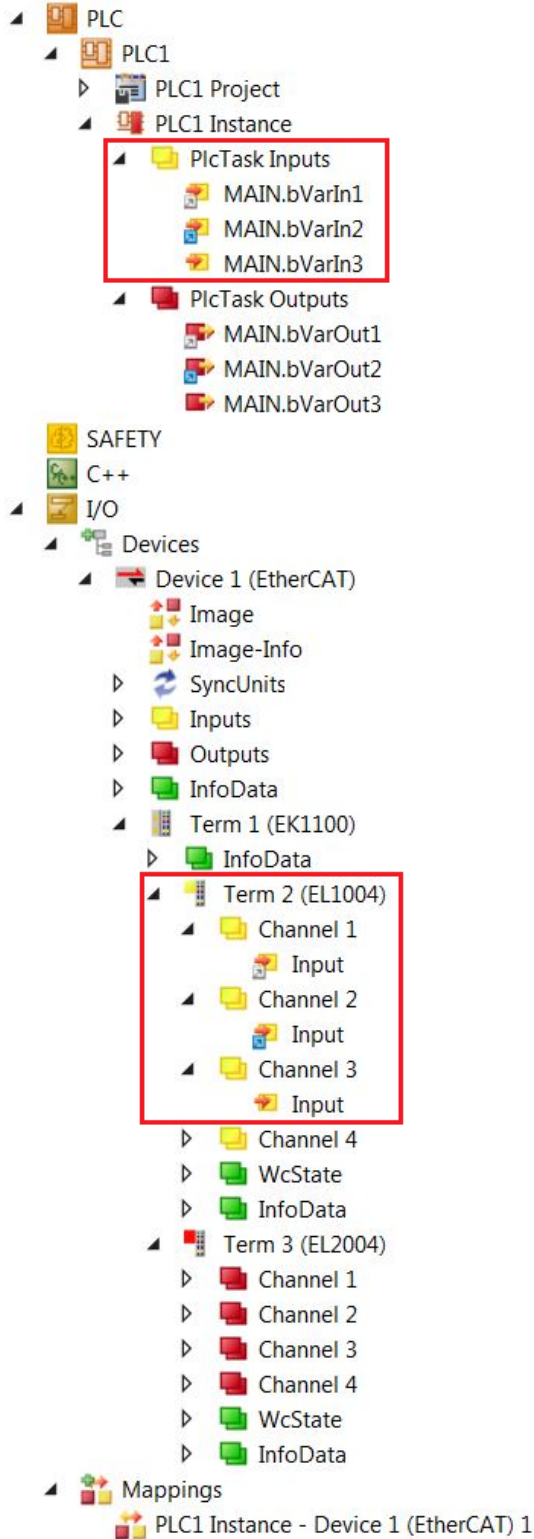 PLC
PLC1
PLC1 Project
PLC1 Instance
PlcTask Inputs
MAIN.bVarIn1
MAIN.bVarIn2
MAIN.bVarIn3
PlcTask Outputs
MAIN.bVarOut1
MAIN.bVarOut2
MAIN.bVarOut3
SAFETY
C++
I/O
Devices
Device 1 (EtherCAT)
Image
Image-Info
SyncUnits
Inputs
Outputs
InfoData
Term 1 (EK1100)
InfoData
Term 2 (EL1004)
Channel 1
Input
Channel 2
Input
Channel 3
Input
Channel 4
WcState
InfoData
Term 3 (EL2004)
Channel 1
Channel 2
Channel 3
Channel 4
WcState
InfoData
Mappings
PLC1 Instance - Device 1 (EtherCAT) 1